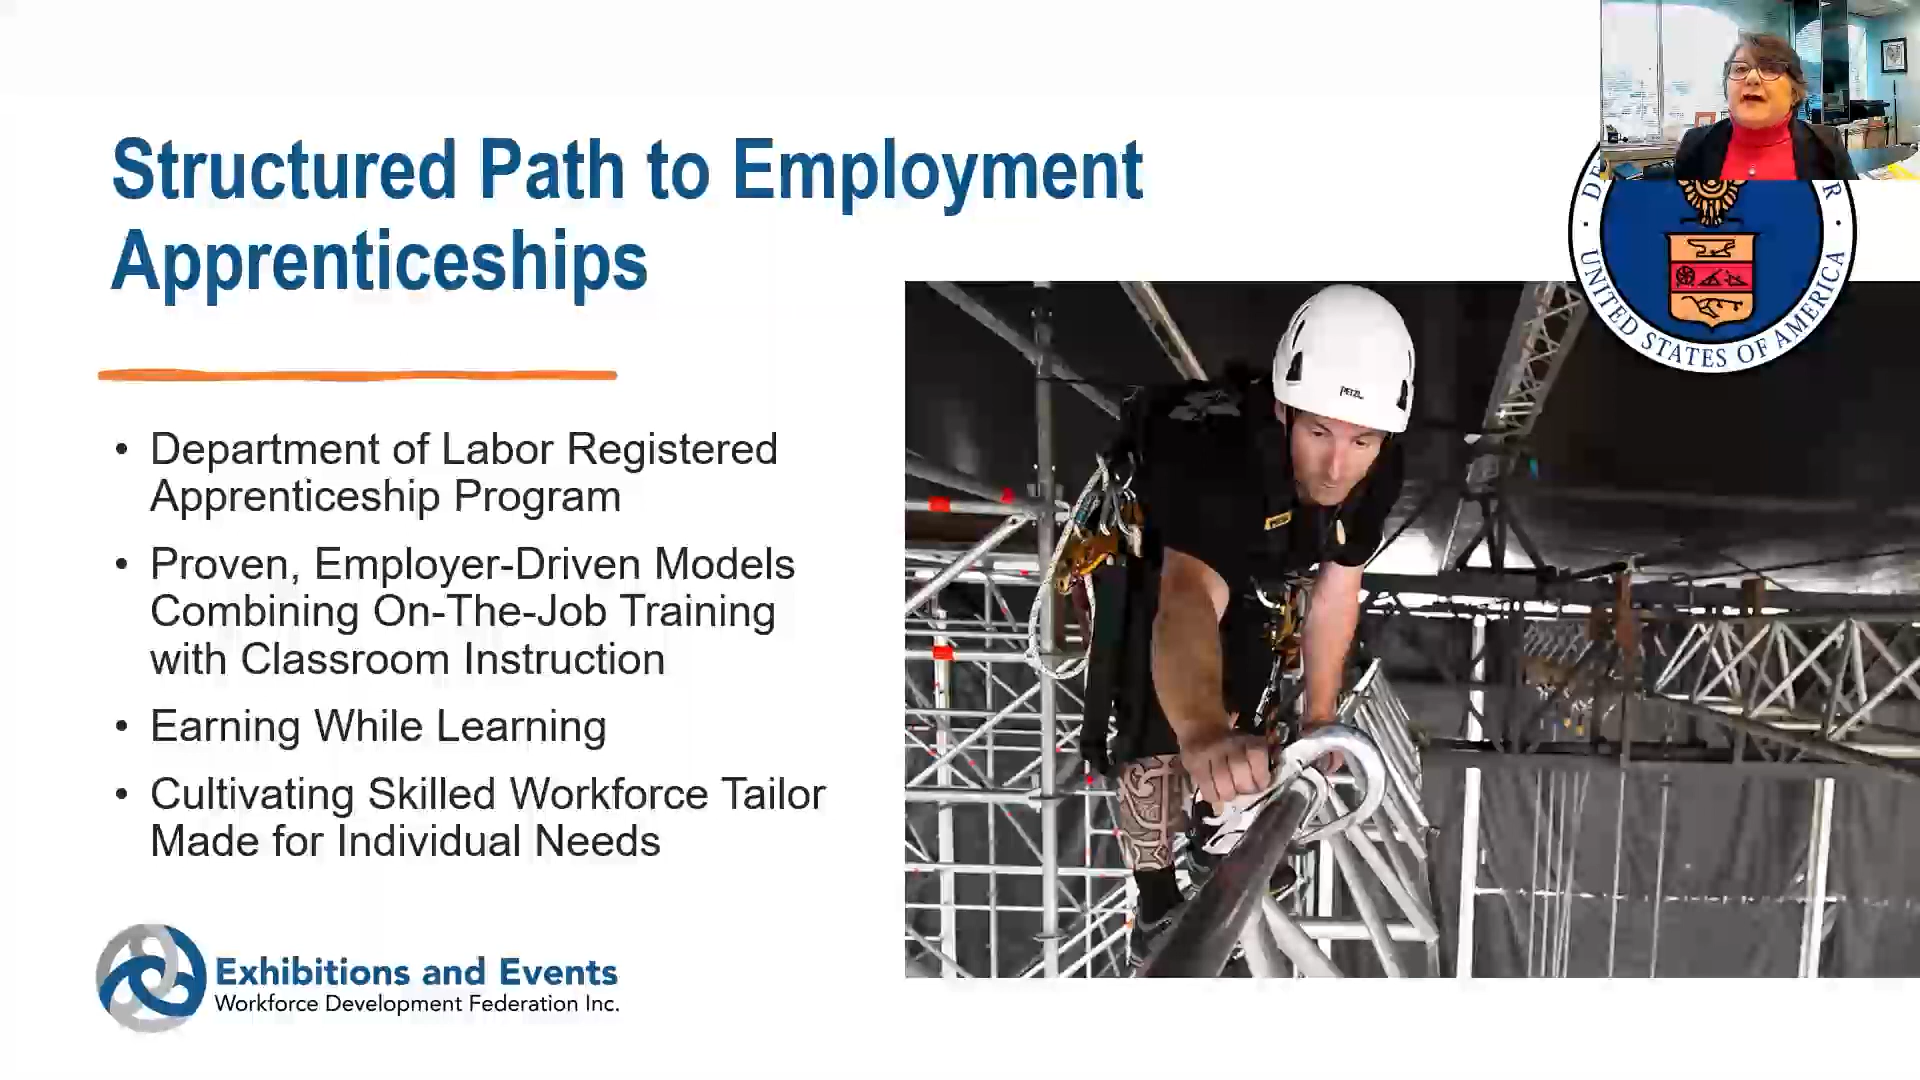 Structured Path to Employment
Apprenticeships
• Department of Labor Registered
Apprenticeship Program
• Proven, Employer-Driven Models
Combining On-The-Job Training
with Classroom Instruction
• Earning While Learning
• Cultivating Skilled Workforce Tailor
Made for Individual Needs
Exhibitions and Events
Workforce Development Federation Inc.
UNITED STATES OF AMERICA
PETZL